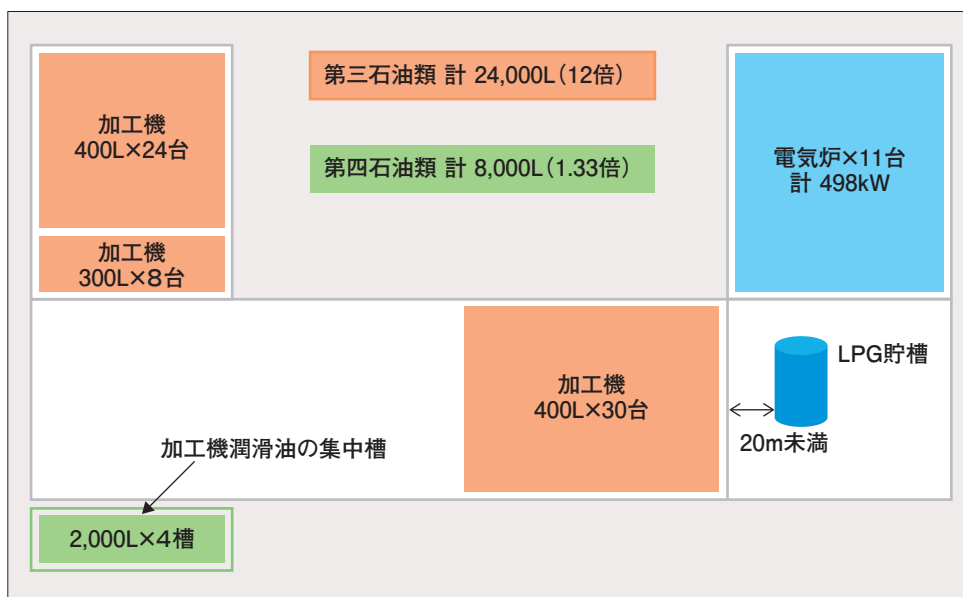 第三石油類 計 24,000L(12倍)
第四石油類 計 8,000L(1.33倍)
加工機
400L×24台
加工機
300L×8台
電気炉×11台
計 498kW
加工機
400L×30台
LPG貯槽
20m未満
加工機潤滑油の集中槽
2,000L×4槽